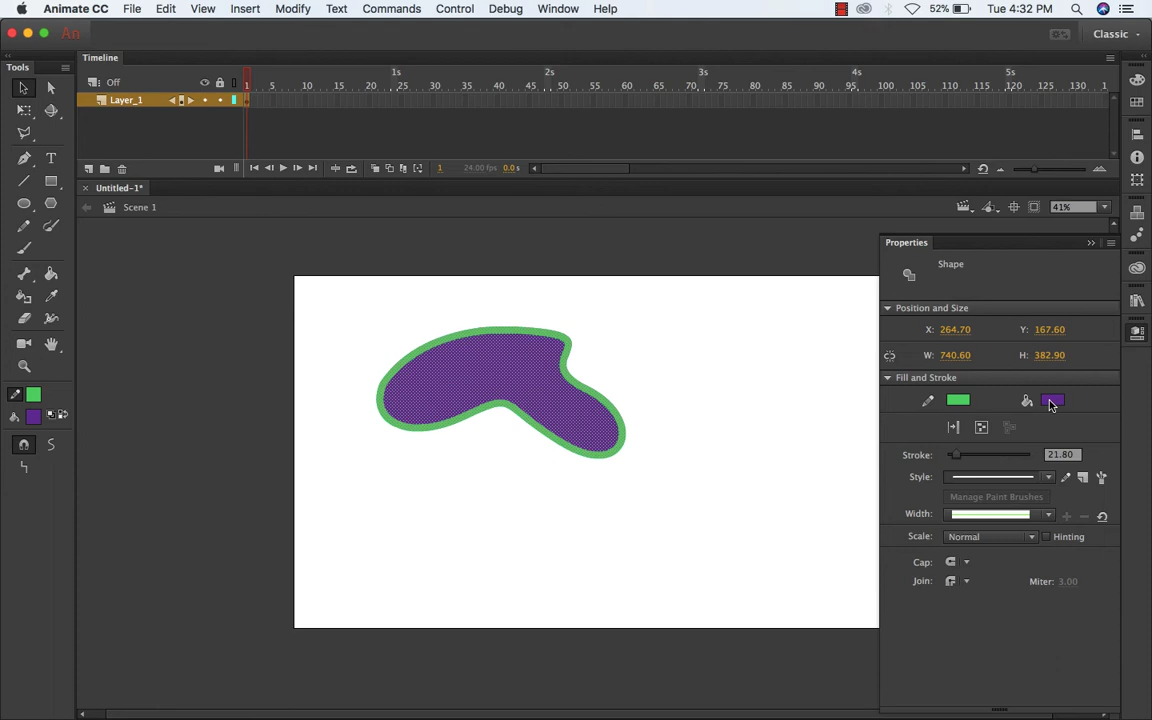 Animate CC File Edit View Insert Modify Text Commands Control Debug Window Help 52% Tue 4:32 PM
An Classic
Tools
Timeline
Off 1s 2s 3s 4s 5s
1 5 10 15 20 25 30 35 40 45 50 55 60 65 70 75 80 85 90 95 100 105 110 115 120 125 130 1
Layer_1
1 24.00 fps 0.0s
Untitled-1*
Scene 1 41%
Properties
Shape
Position and Size
X: 264.70 Y: 167.60
W: 740.60 H: 382.90
Fill and Stroke
Stroke: 21.80
Style:
Manage Paint Brushes
Width:
Scale: Normal Hinting
Cap:
Join: Miter: 3.00